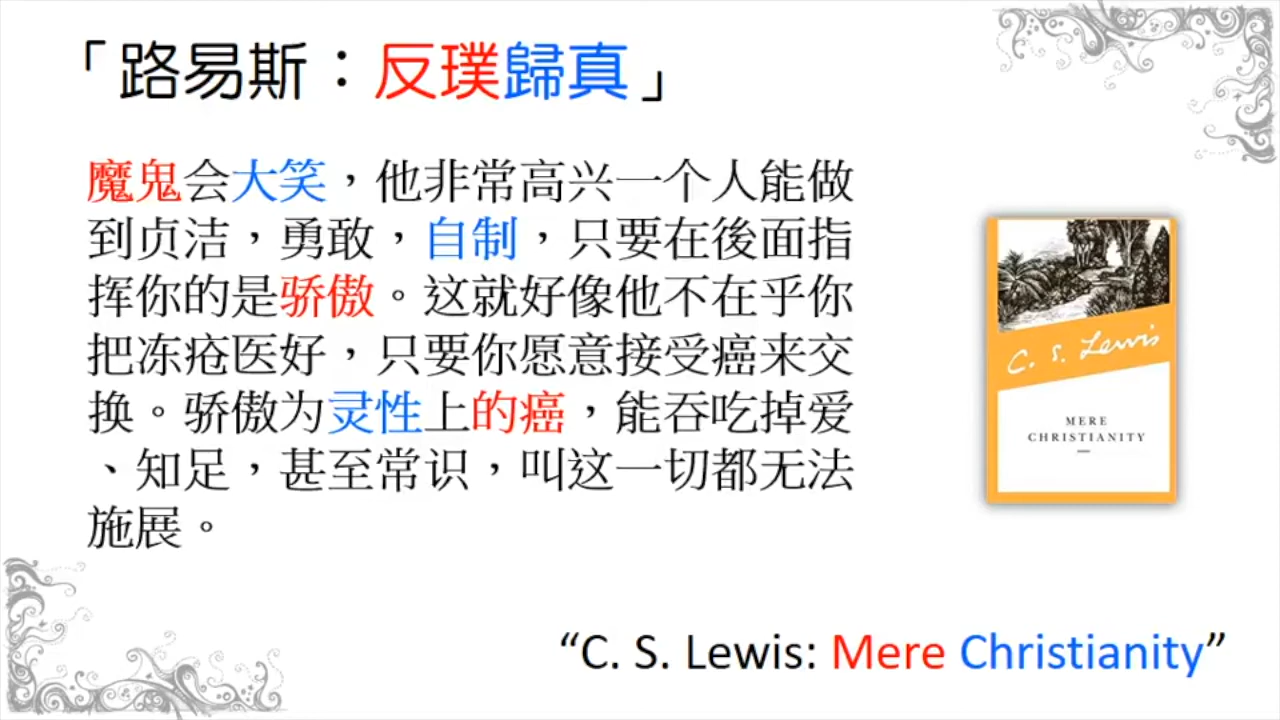 「路易斯：反璞歸真」
魔鬼会大笑，他非常高兴一个人能做
到贞洁，勇敢，自制，只要在後面指
挥你的是骄傲。这就好像他不在乎你
把冻疮医好，只要你愿意接受癌来交
换。骄傲为灵性上的癌，能吞吃掉爱
、知足，甚至常识，叫这一切都无法
施展。
C. S. Lewis
MERE
CHRISTIANITY
“C. S. Lewis: Mere Christianity”